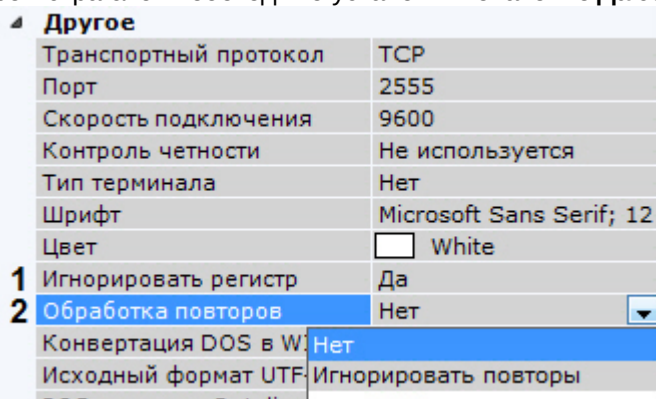 Другое
Транспортный протокол TCP
Порт 2555
Скорость подключения 9600
Контроль четности Не используется
Тип терминала Нет
Шрифт Microsoft Sans Serif; 12
Цвет White
1 Игнорировать регистр Да
2 Обработка повторов Нет
Конвертация DOS в Нет
Исходный формат UTF- Игнорировать повторы